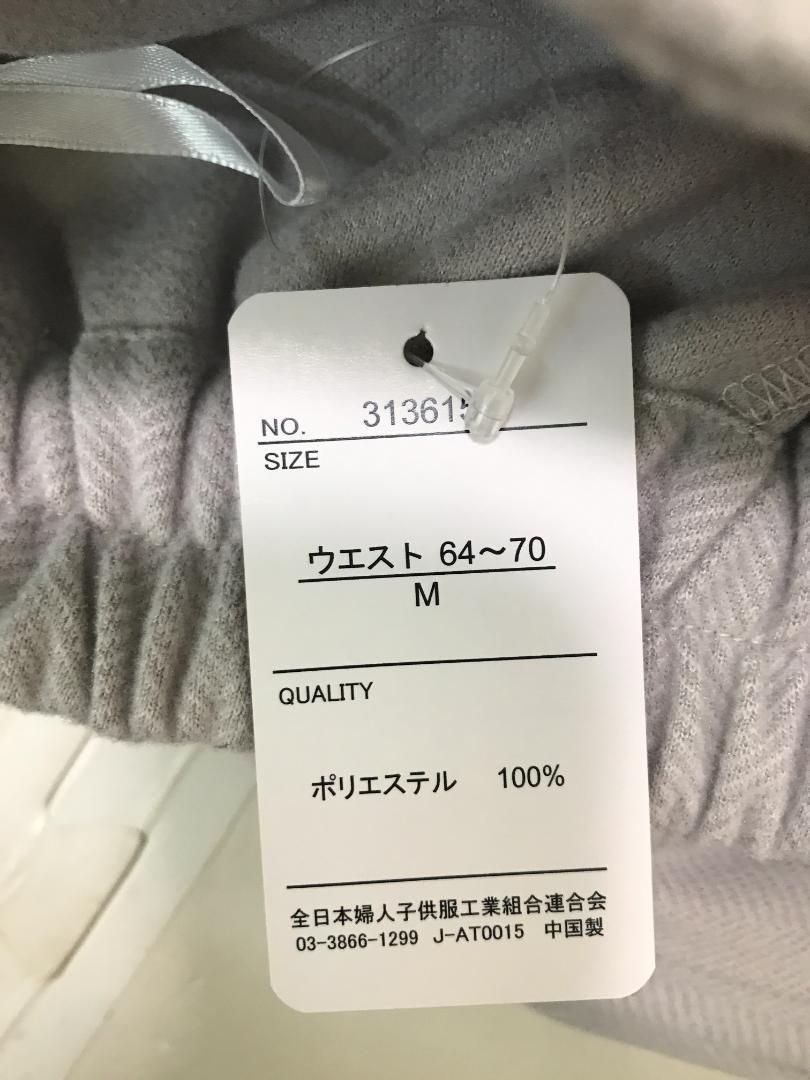 NO. 313615
SIZE
ウエスト 64〜70
M
QUALITY
ポリエステル 100%
全日本婦人子供服工業組合連合会
03-3866-1299 J-AT0015 中国製